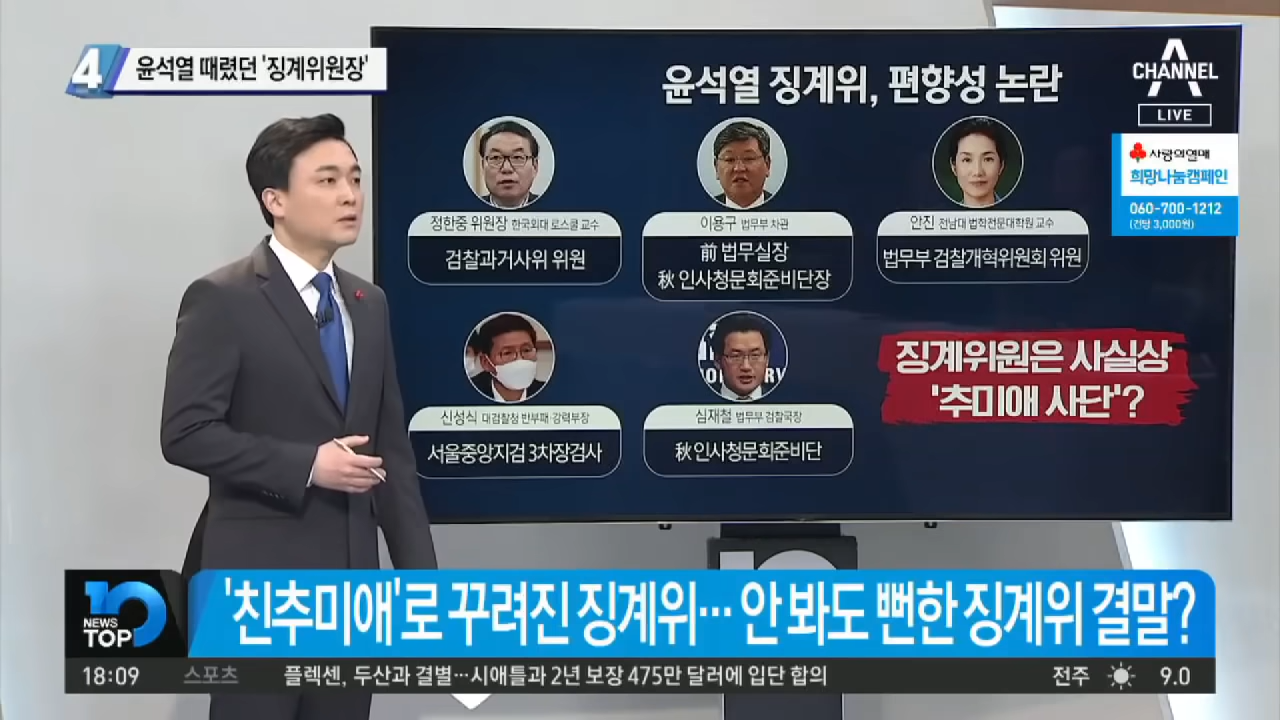 4
윤석열 때렸던 '징계위원장'
윤석열 징계위, 편향성 논란
CHANNEL A
LIVE
사랑의열매
희망나눔캠페인
060-700-1212
(건당 3,000원)
정한중 위원장 한국외대 로스쿨 교수
검찰과거사위 위원
이용구 법무부 차관
前 법무실장
秋 인사청문회준비단장
안진 전남대 법학전문대학원 교수
법무부 검찰개혁위원회 위원
신성식 대검찰청 반부패·강력부장
서울중앙지검 3차장검사
심재철 법무부 검찰국장
秋 인사청문회준비단
징계위원은 사실상
'추미애 사단'?
NEWS
TOP
10
'친추미애'로 꾸려진 징계위… 안 봐도 뻔한 징계위 결말?
18:09 스포츠 플렉센, 두산과 결별…시애틀과 2년 보장 475만 달러에 입단 합의 전주 9.0